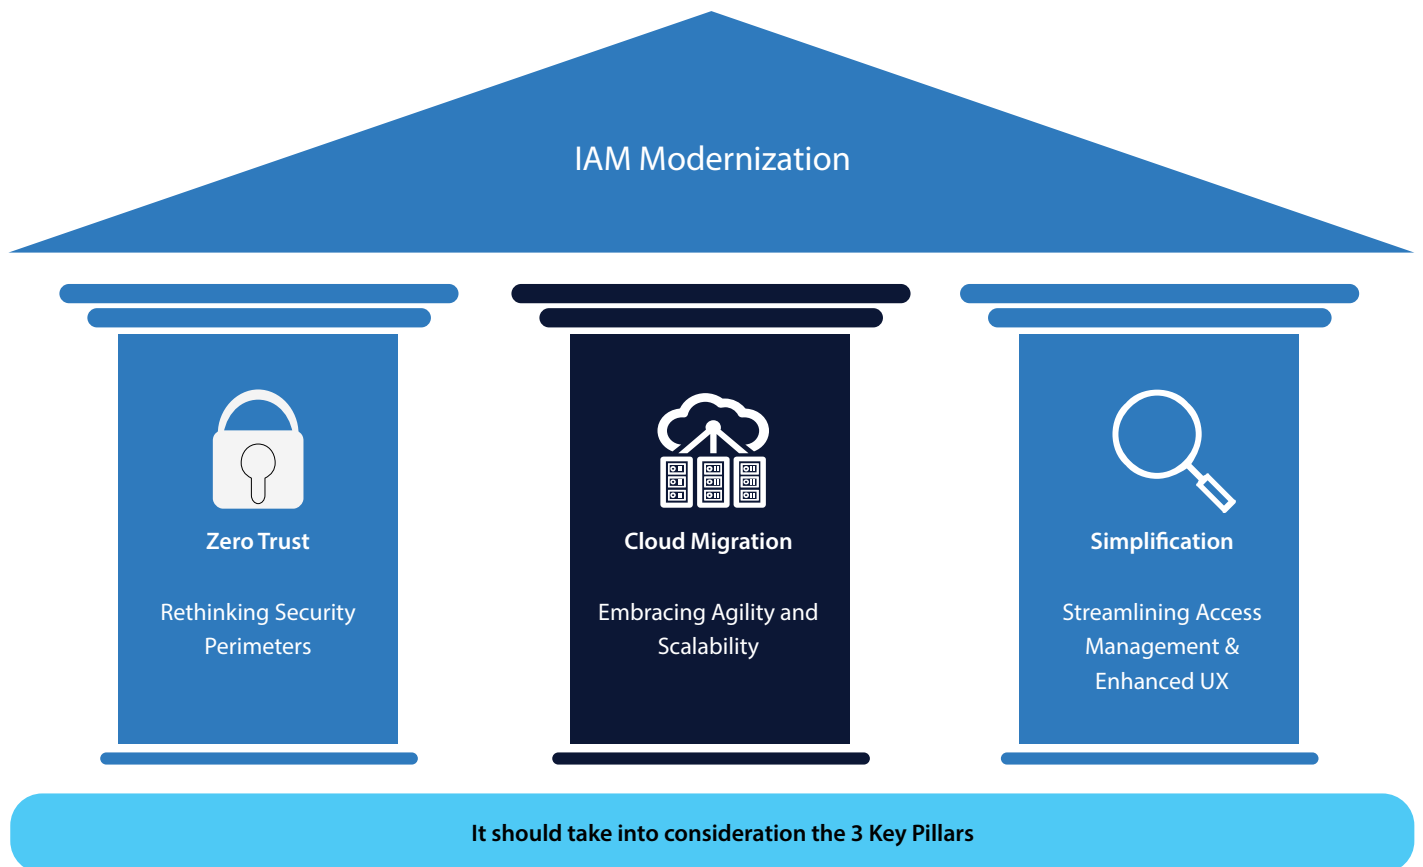 IAM Modernization
Zero Trust
Rethinking Security
Perimeters
Cloud Migration
Embracing Agility and
Scalability
Simplification
Streamlining Access
Management &
Enhanced UX
It should take into consideration the 3 Key Pillars